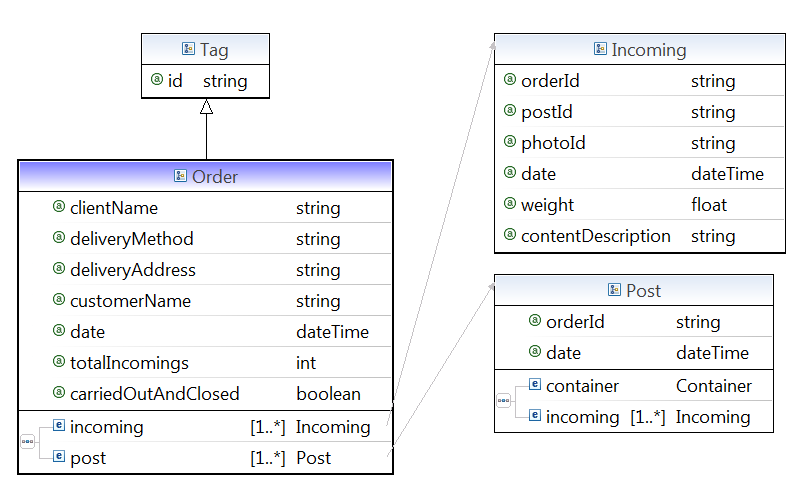 Tag
id string
Order
clientName string
deliveryMethod string
deliveryAddress string
customerName string
date dateTime
totalIncomings int
carriedOutAndClosed boolean
incoming [1..*] Incoming
post [1..*] Post
Incoming
orderId string
postId string
photoId string
date dateTime
weight float
contentDescription string
Post
orderId string
date dateTime
container Container
incoming [1..*] Incoming